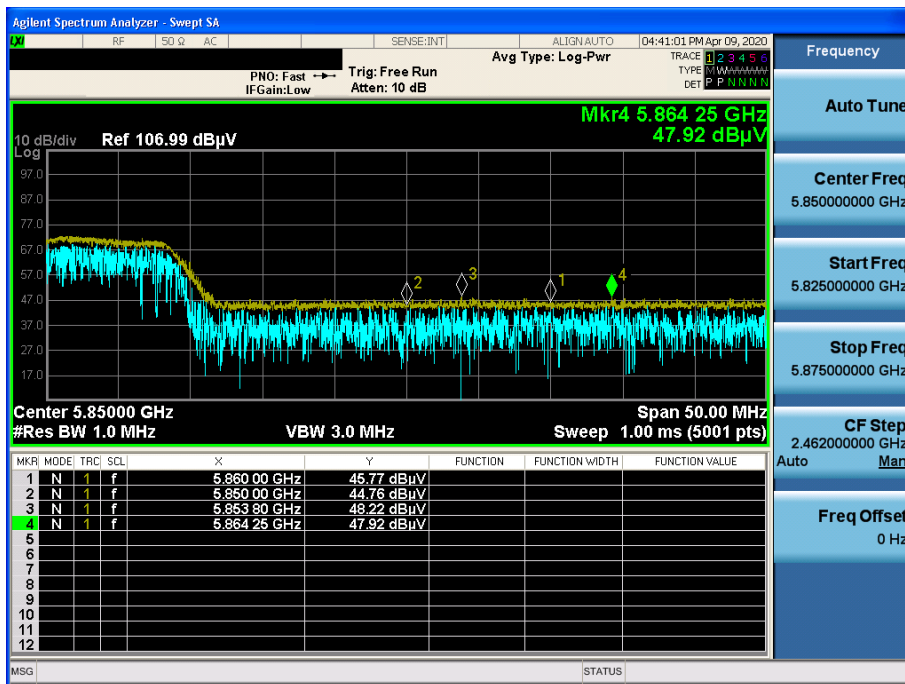 Agilent Spectrum Analyzer - Swept SA
LXI RF 50 Ω AC SENSE:INT ALIGN AUTO 04:41:01 PM Apr 09, 2020
Avg Type: Log-Pwr TRACE 1 2 3 4 5 6
PNO: Fast Trig: Free Run TYPE M W W W W W
IFGain:Low Atten: 10 dB DET P P N N N N
Mkr4 5.864 25 GHz
47.92 dBµV
10 dB/div Ref 106.99 dBµV
Log
97.0
87.0
77.0
67.0
57.0
47.0
37.0
27.0
17.0
2 3 1 4
Center 5.85000 GHz Span 50.00 MHz
#Res BW 1.0 MHz VBW 3.0 MHz Sweep 1.00 ms (5001 pts)
MKR MODE TRC SCL X Y FUNCTION FUNCTION WIDTH FUNCTION VALUE
1 N 1 f 5.860 00 GHz 45.77 dBµV
2 N 1 f 5.850 00 GHz 44.76 dBµV
3 N 1 f 5.853 80 GHz 48.22 dBµV
4 N 1 f 5.864 25 GHz 47.92 dBµV
5
6
7
8
9
10
11
12
MSG STATUS
Frequency
Auto Tune
Center Freq
5.850000000 GHz
Start Freq
5.825000000 GHz
Stop Freq
5.875000000 GHz
CF Step
2.462000000 GHz
Auto Man
Freq Offset
0 Hz